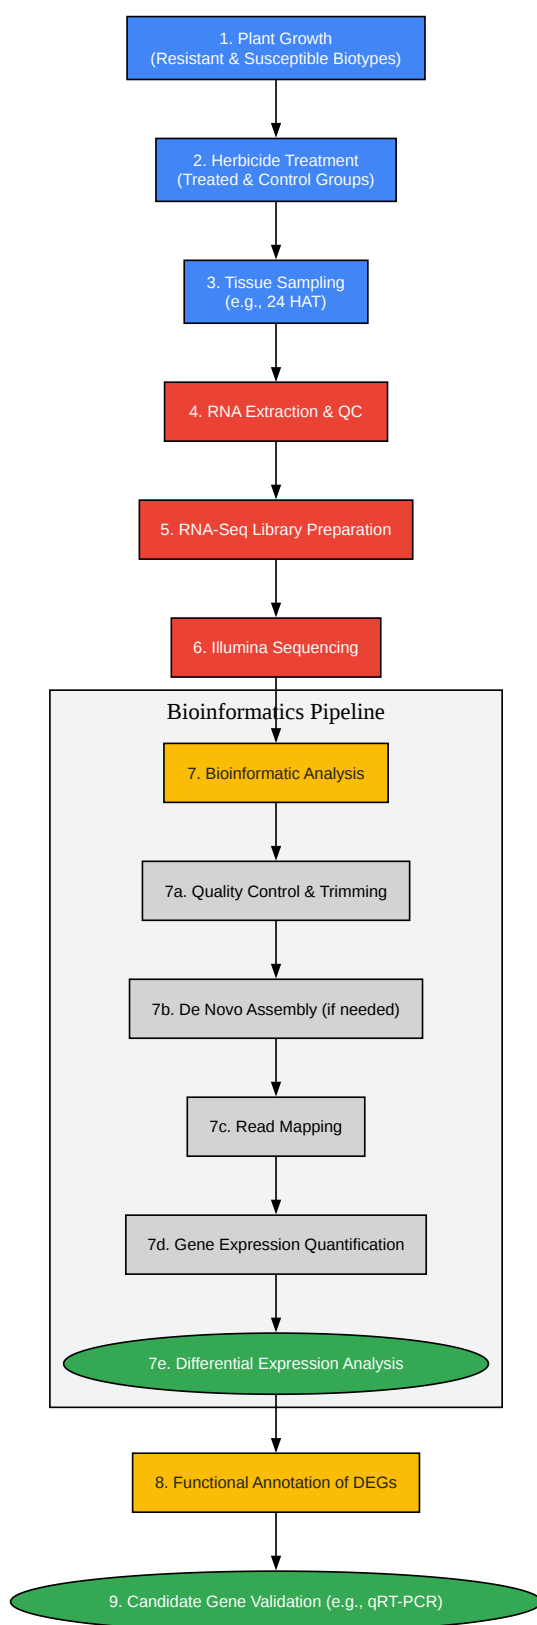 1. Plant Growth
(Resistant & Susceptible Biotypes)
2. Herbicide Treatment
(Treated & Control Groups)
3. Tissue Sampling
(e.g., 24 HAT)
4. RNA Extraction & QC
5. RNA-Seq Library Preparation
6. Illumina Sequencing
Bioinformatics Pipeline
7. Bioinformatic Analysis
7a. Quality Control & Trimming
7b. De Novo Assembly (if needed)
7c. Read Mapping
7d. Gene Expression Quantification
7e. Differential Expression Analysis
8. Functional Annotation of DEGs
9. Candidate Gene Validation (e.g., qRT-PCR)